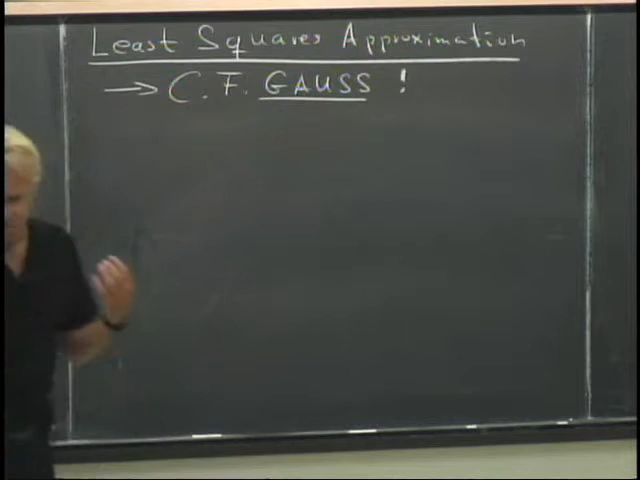 Least Squares Approximation
→ C. F. GAUSS !